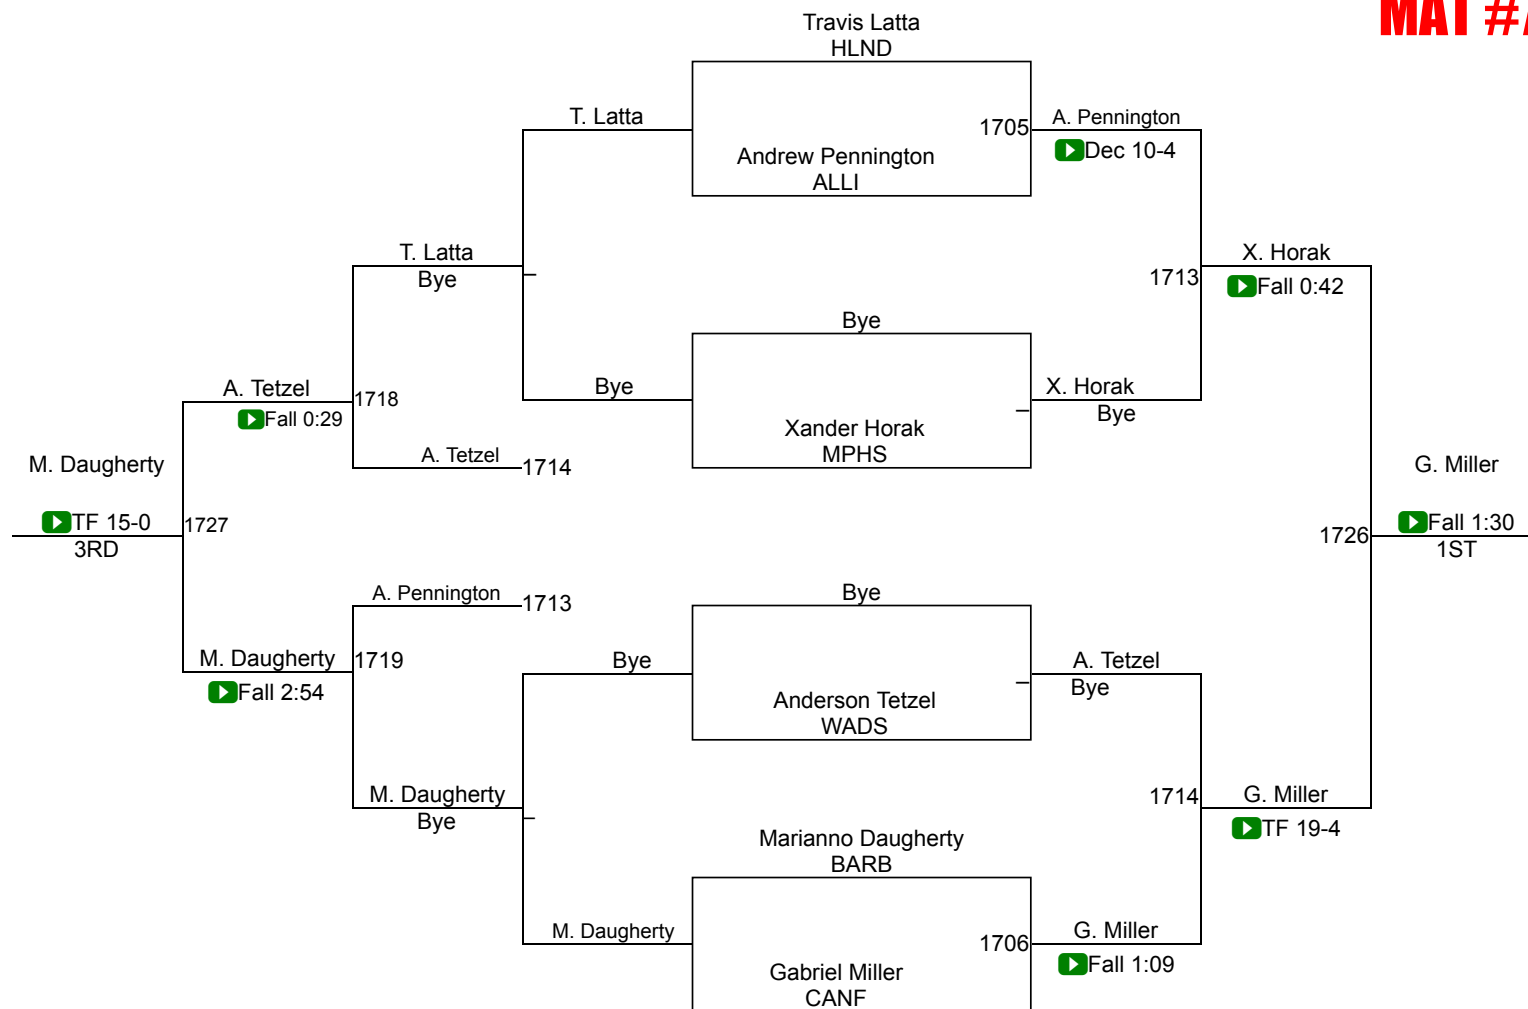 MAT #
Travis Latta
HLND
T. Latta
1705
A. Pennington
Dec 10-4
Andrew Pennington
ALLI
T. Latta
Bye
X. Horak
1713
Fall 0:42
Bye
A. Tetzel
1718
Fall 0:29
Bye
X. Horak
Bye
Xander Horak
MPHS
A. Tetzel
1714
M. Daugherty
G. Miller
TF 15-0
1727
3RD
1726
Fall 1:30
1ST
A. Pennington
1713
Bye
M. Daugherty
1719
Fall 2:54
Bye
A. Tetzel
Bye
Anderson Tetzel
WADS
M. Daugherty
Bye
1714
G. Miller
TF 19-4
Marianno Daugherty
BARB
M. Daugherty
1706
G. Miller
Fall 1:09
Gabriel Miller
CANF